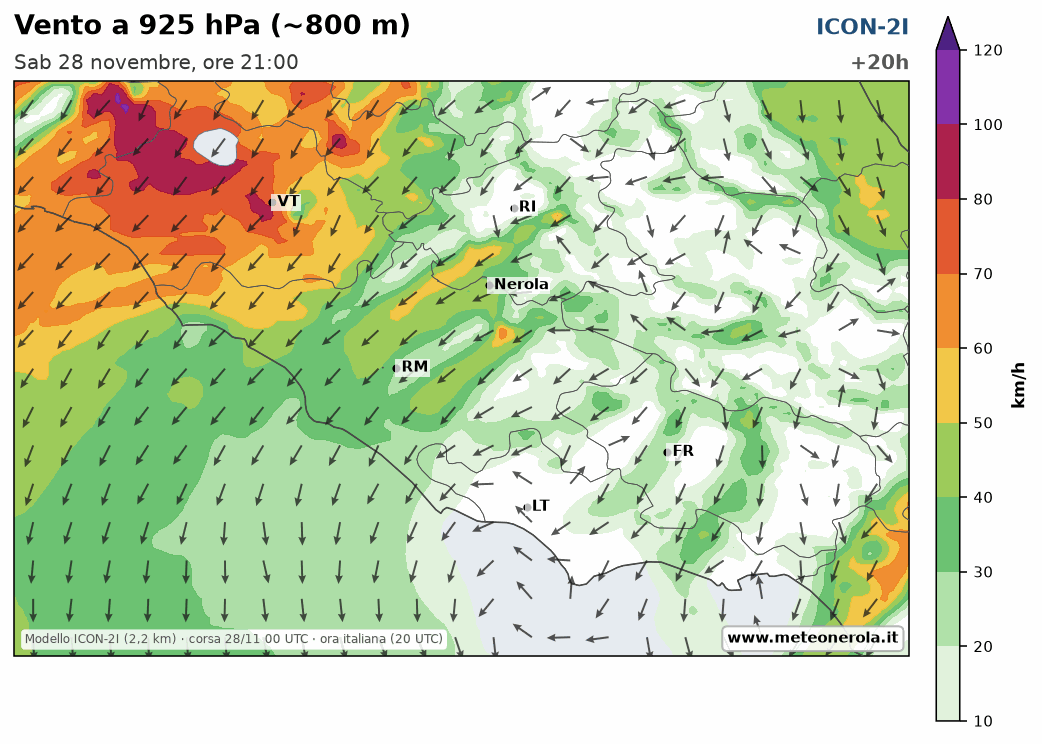 Vento a 925 hPa (~800 m)
ICON-2I
Sab 28 novembre, ore 21:00
+20h
VT
RI
Nerola
RM
FR
LT
Modello ICON-2I (2,2 km) · corsa 28/11 00 UTC · ora italiana (20 UTC)
www.meteonerola.it
120
100
80
70
60
50
40
30
20
10
km/h